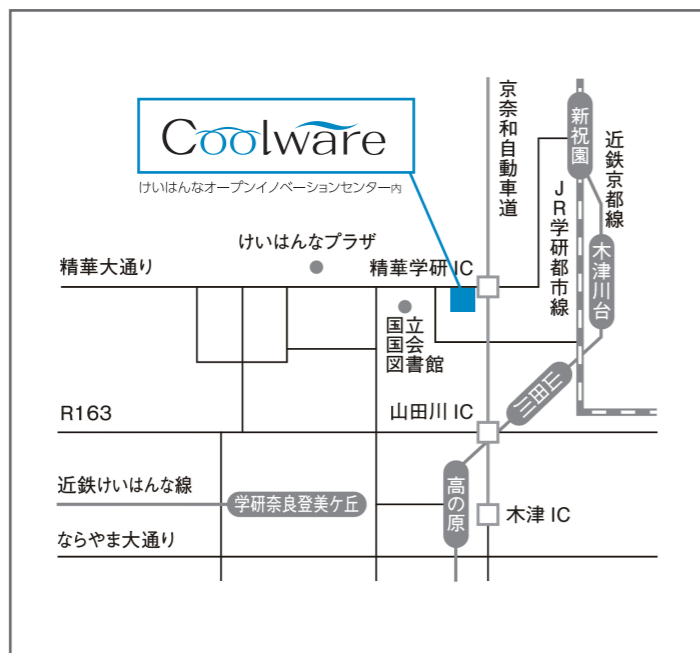 Coolware
けいはんなオープンイノベーションセンター内
京奈和自動車道
新祝園
近鉄京都線
JR学研都市線
木津川台
けいはんなプラザ
精華大通り
精華学研 IC
国立
国会
図書館
山田川
R163
山田川 IC
近鉄けいはんな線
学研奈良登美ケ丘
高の原
木津 IC
ならやま大通り